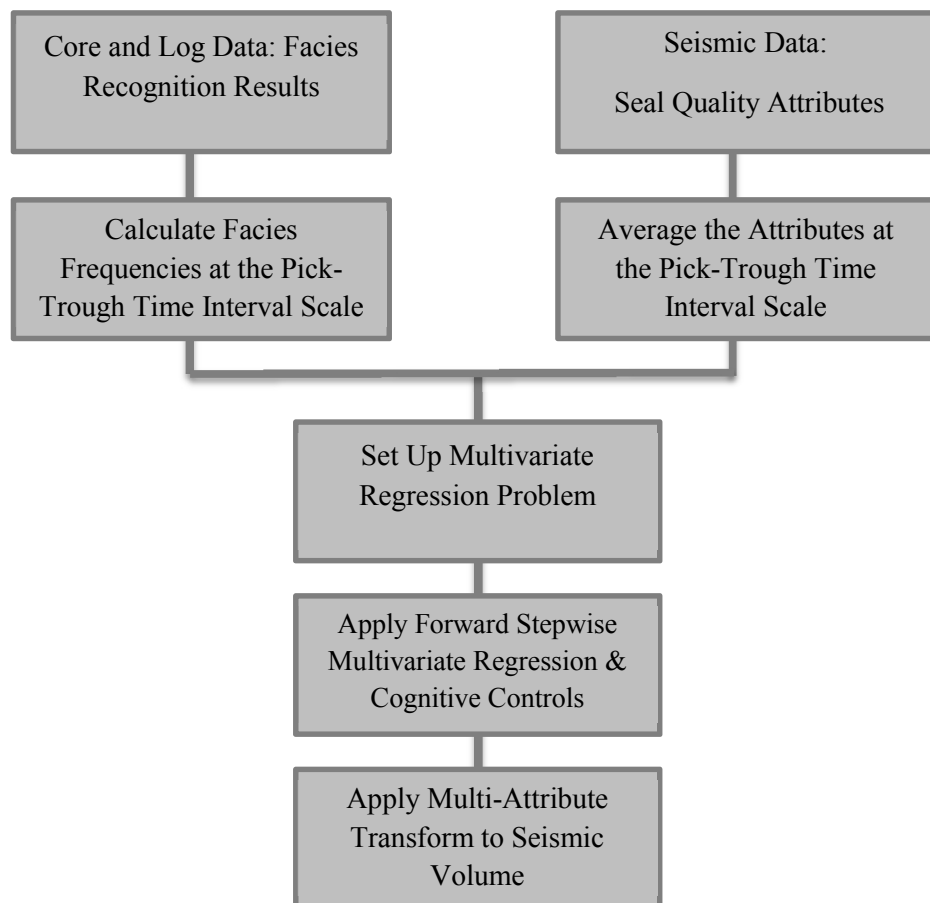 Core and Log Data: Facies
Recognition Results
Seismic Data:
Seal Quality Attributes
Calculate Facies
Frequencies at the Pick-
Trough Time Interval Scale
Average the Attributes at
the Pick-Trough Time
Interval Scale
Set Up Multivariate
Regression Problem
Apply Forward Stepwise
Multivariate Regression &
Cognitive Controls
Apply Multi-Attribute
Transform to Seismic
Volume